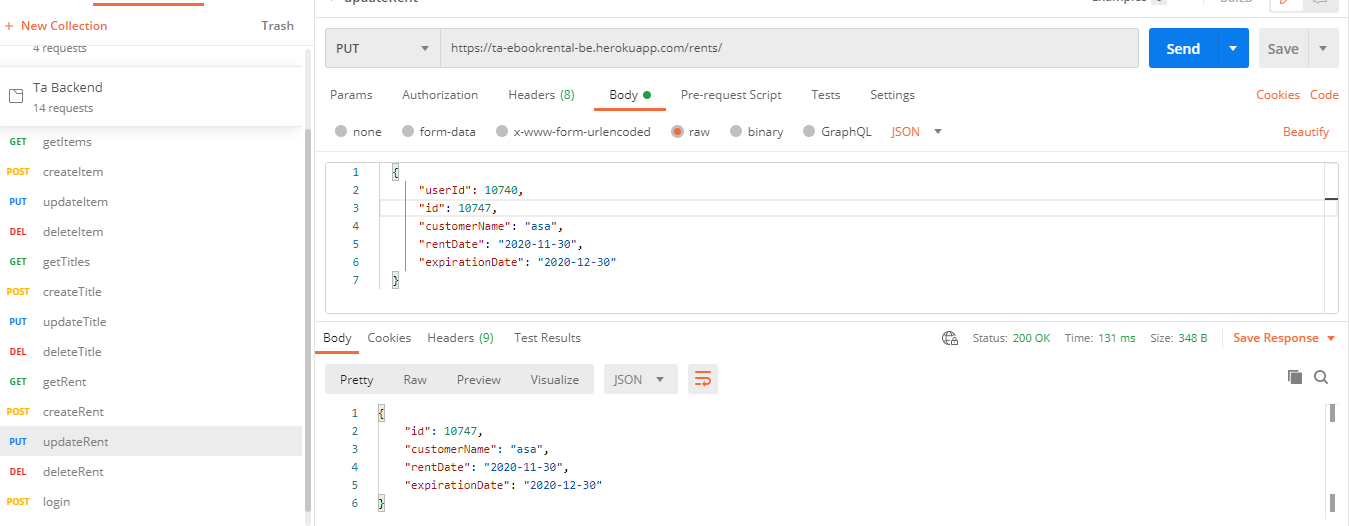 updateRent
Examples
BUILD
+ New Collection
Trash
4 requests
Ta Backend
14 requests
GET getItems
POST createItem
PUT updateItem
DEL deleteItem
GET getTitles
POST createTitle
PUT updateTitle
DEL deleteTitle
GET getRent
POST createRent
PUT updateRent
DEL deleteRent
POST login
PUT https://ta-ebookrental-be.herokuapp.com/rents/ Send Save
Params Authorization Headers (8) Body Pre-request Script Tests Settings Cookies Code
none form-data x-www-form-urlencoded raw binary GraphQL JSON Beautify
1 {
2 "userId": 10740,
3 "id": 10747,
4 "customerName": "asa",
5 "rentDate": "2020-11-30",
6 "expirationDate": "2020-12-30"
7 }
Body Cookies Headers (9) Test Results Status: 200 OK Time: 131 ms Size: 348 B Save Response
Pretty Raw Preview Visualize JSON
1 {
2 "id": 10747,
3 "customerName": "asa",
4 "rentDate": "2020-11-30",
5 "expirationDate": "2020-12-30"
6 }